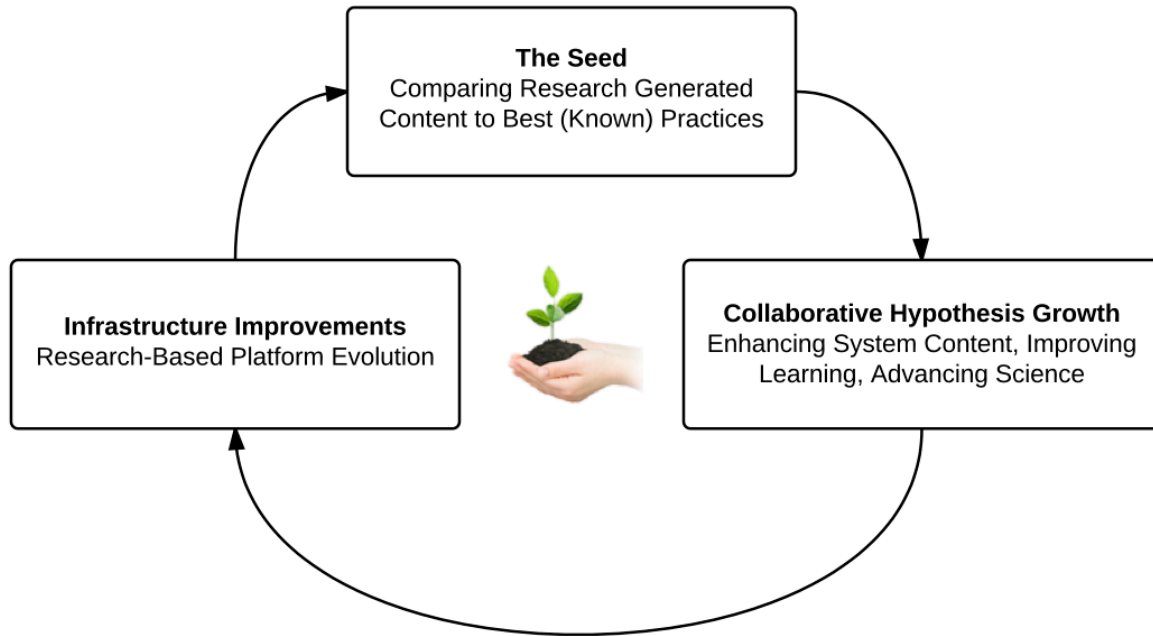 The Seed
Comparing Research Generated
Content to Best (Known) Practices
Infrastructure Improvements
Research-Based Platform Evolution
Collaborative Hypothesis Growth
Enhancing System Content, Improving
Learning, Advancing Science